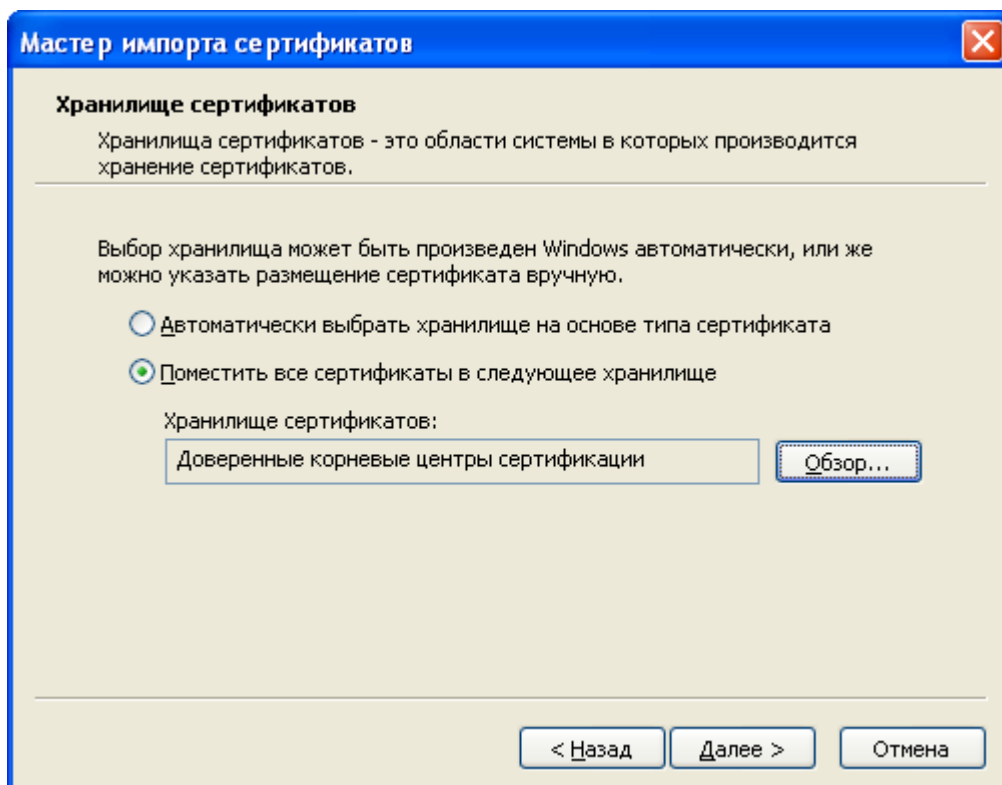 Мастер импорта сертификатов
Хранилище сертификатов
Хранилища сертификатов - это области системы в которых производится
хранение сертификатов.
Выбор хранилища может быть произведен Windows автоматически, или же
можно указать размещение сертификата вручную.
Автоматически выбрать хранилище на основе типа сертификата
Поместить все сертификаты в следующее хранилище
Хранилище сертификатов:
Доверенные корневые центры сертификации
Обзор...
< Назад
Далее >
Отмена